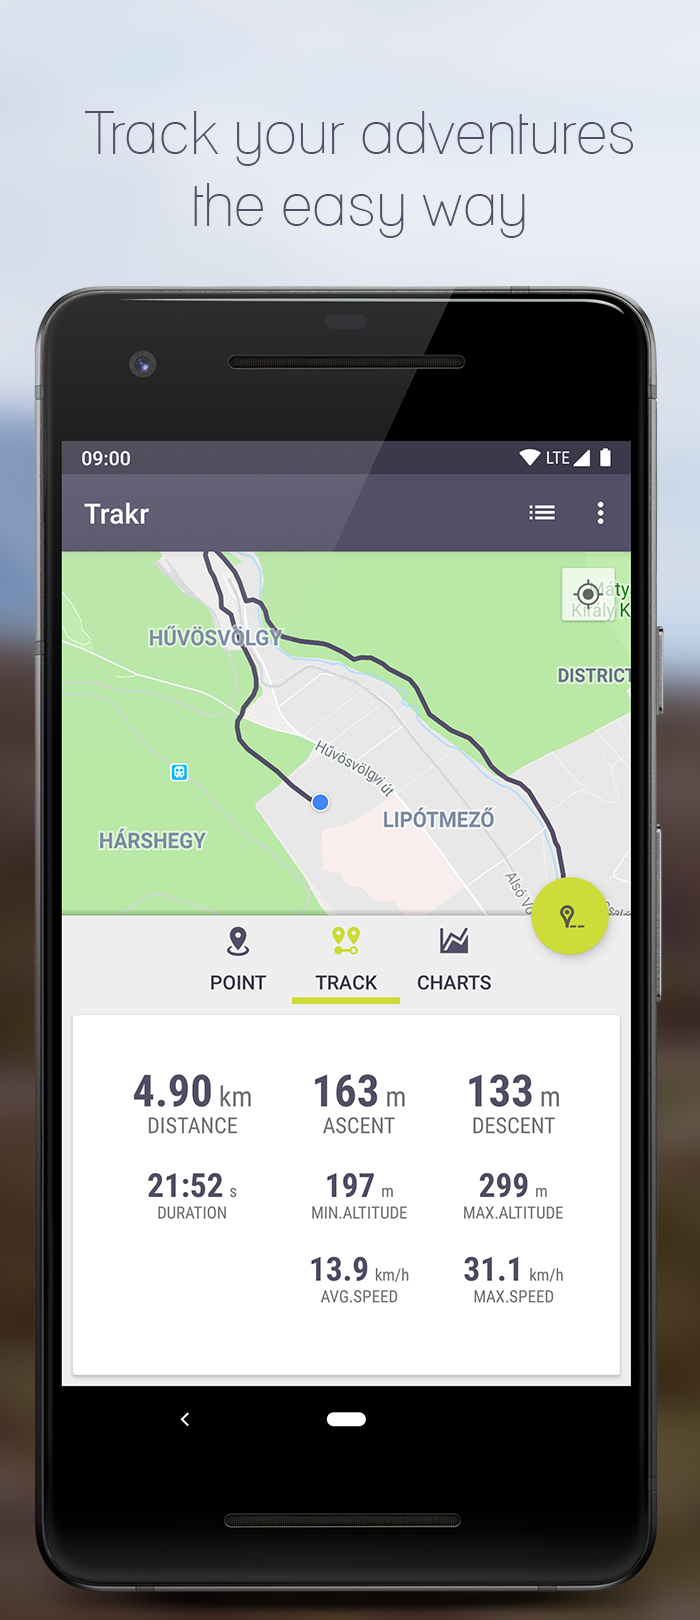 Track your adventures
the easy way
09:00 LTE
Trakr
HŰVÖSVÖLGY
Király K
DISTRICT
Hűvösvölgyi út
LIPÓTMEZŐ
HÁRSHEGY
Alsó
POINT TRACK CHARTS
4.90 km 163 m 133 m
DISTANCE ASCENT DESCENT
21:52 s 197 m 299 m
DURATION MIN.ALTITUDE MAX.ALTITUDE
13.9 km/h 31.1 km/h
AVG.SPEED MAX.SPEED